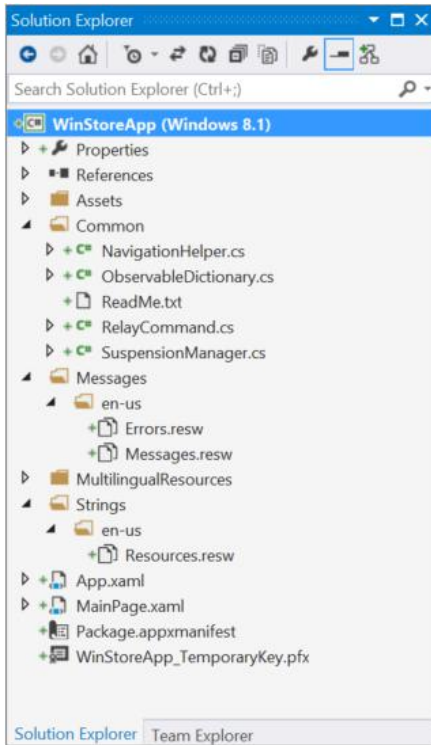 Solution Explorer
Search Solution Explorer (Ctrl+;)
WinStoreApp (Windows 8.1)
Properties
References
Assets
Common
C# NavigationHelper.cs
C# ObservableDictionary.cs
ReadMe.txt
C# RelayCommand.cs
C# SuspensionManager.cs
Messages
en-us
Errors.resw
Messages.resw
MultilingualResources
Strings
en-us
Resources.resw
App.xaml
MainPage.xaml
Package.appxmanifest
WinStoreApp_TemporaryKey.pfx
Solution Explorer Team Explorer